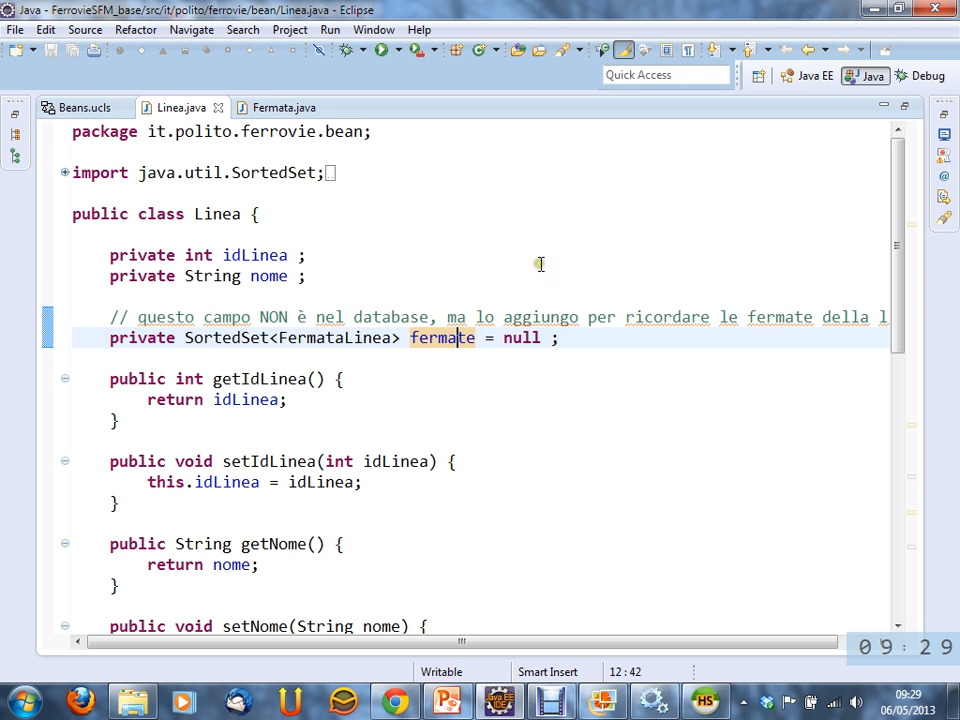 Java - FerrovieSFM_base/src/it/polito/ferrovie/bean/Linea.java - Eclipse
File Edit Source Refactor Navigate Search Project Run Window Help
Quick Access
Java EE Java Debug
Beans.ucls Linea.java Fermata.java
package it.polito.ferrovie.bean;
import java.util.SortedSet;
public class Linea {
private int idLinea ;
private String nome ;
// questo campo NON è nel database, ma lo aggiungo per ricordare le fermate della l
private SortedSet<FermataLinea> fermate = null ;
public int getIdLinea() {
return idLinea;
}
public void setIdLinea(int idLinea) {
this.idLinea = idLinea;
}
public String getNome() {
return nome;
}
public void setNome(String nome) {
09:29
Writable Smart Insert 12 : 42
Java EE IDE
HS
09:29
06/05/2013